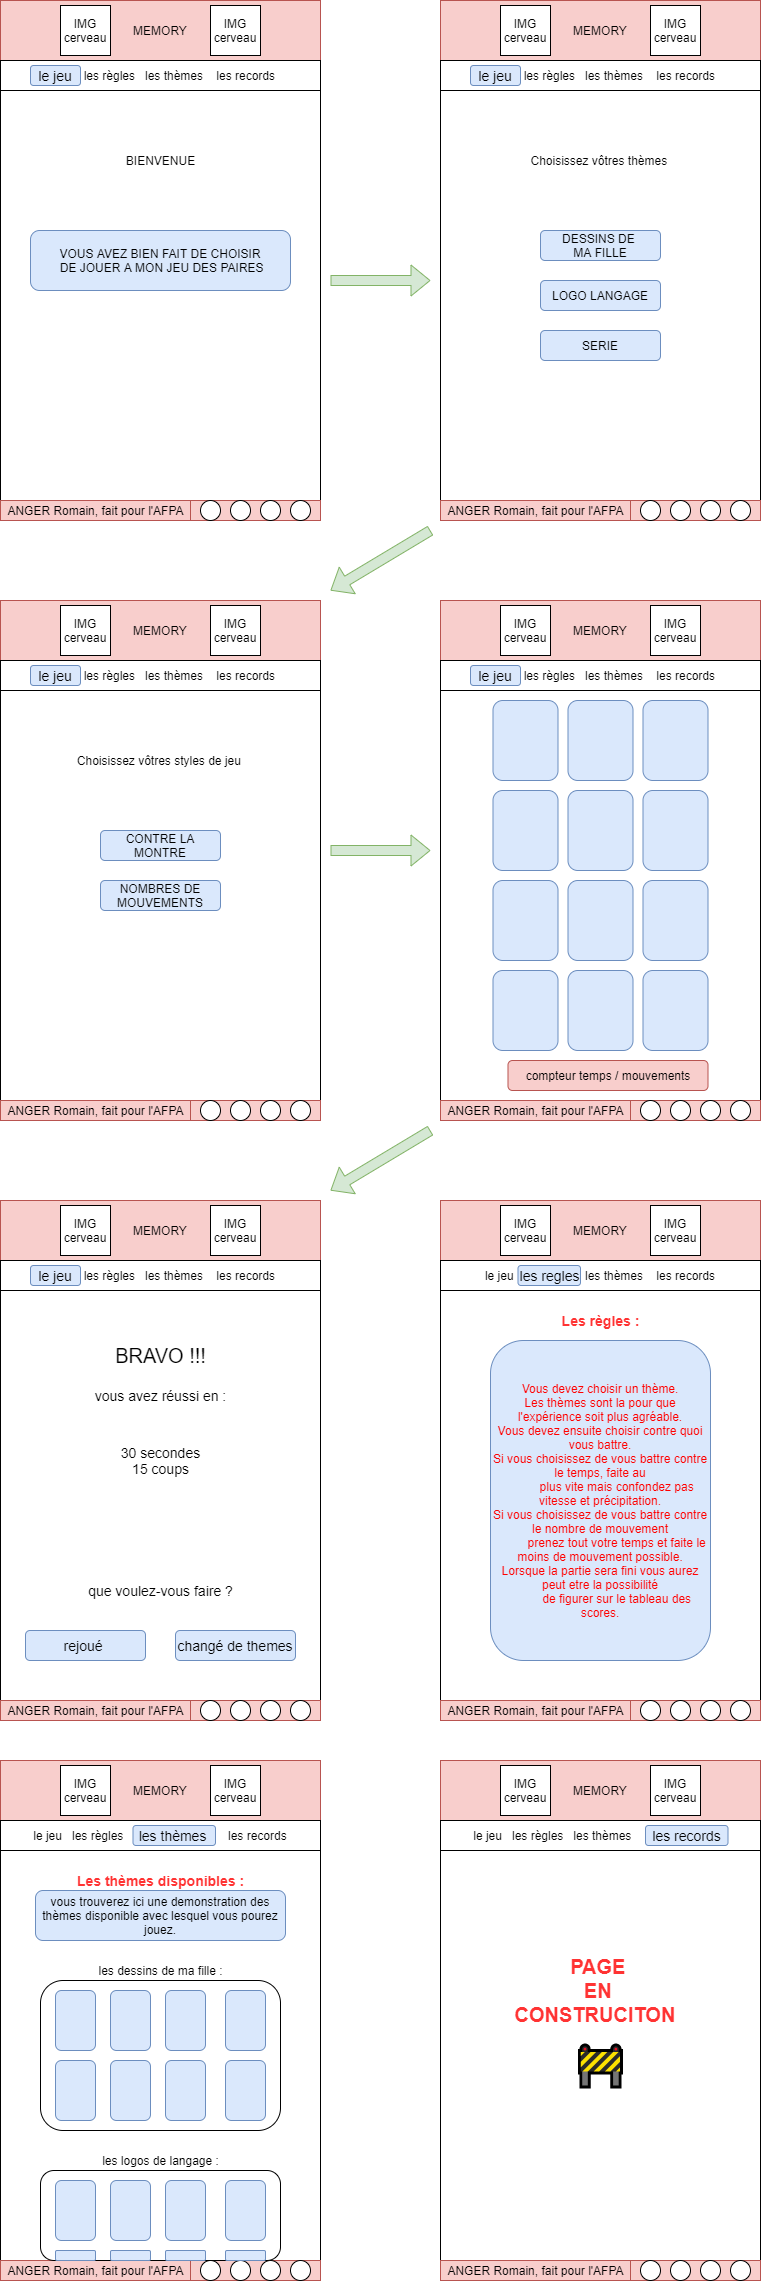 IMG
cerveau
MEMORY
IMG
cerveau
le jeu les règles les thèmes les records
BIENVENUE
VOUS AVEZ BIEN FAIT DE CHOISIR
DE JOUER A MON JEU DES PAIRES
ANGER Romain, fait pour l'AFPA
IMG
cerveau
MEMORY
IMG
cerveau
le jeu les règles les thèmes les records
Choisissez vôtres thèmes
DESSINS DE
MA FILLE
LOGO LANGAGE
SERIE
ANGER Romain, fait pour l'AFPA
IMG
cerveau
MEMORY
IMG
cerveau
le jeu les règles les thèmes les records
Choisissez vôtres styles de jeu
CONTRE LA
MONTRE
NOMBRES DE
MOUVEMENTS
ANGER Romain, fait pour l'AFPA
IMG
cerveau
MEMORY
IMG
cerveau
le jeu les règles les thèmes les records
compteur temps / mouvements
ANGER Romain, fait pour l'AFPA
IMG
cerveau
MEMORY
IMG
cerveau
le jeu les règles les thèmes les records
BRAVO !!!
vous avez réussi en :
30 secondes
15 coups
que voulez-vous faire ?
rejoué changé de themes
ANGER Romain, fait pour l'AFPA
IMG
cerveau
MEMORY
IMG
cerveau
le jeu les regles les thèmes les records
Les règles :
Vous devez choisir un thème.
Les thèmes sont la pour que
l'expérience soit plus agréable.
Vous devez ensuite choisir contre quoi
vous battre.
Si vous choisissez de vous battre contre
le temps, faite au
plus vite mais confondez pas
vitesse et précipitation.
Si vous choisissez de vous battre contre
le nombre de mouvement
prenez tout votre temps et faite le
moins de mouvement possible.
Lorsque la partie sera fini vous aurez
peut etre la possibilité
de figurer sur le tableau des
scores.
ANGER Romain, fait pour l'AFPA
IMG
cerveau
MEMORY
IMG
cerveau
le jeu les règles les thèmes les records
Les thèmes disponibles :
vous trouverez ici une demonstration des
thèmes disponible avec lesquel vous pourez
jouez.
les dessins de ma fille :
les logos de langage :
ANGER Romain, fait pour l'AFPA
IMG
cerveau
MEMORY
IMG
cerveau
le jeu les règles les thèmes les records
PAGE
EN
CONSTRUCITON
ANGER Romain, fait pour l'AFPA